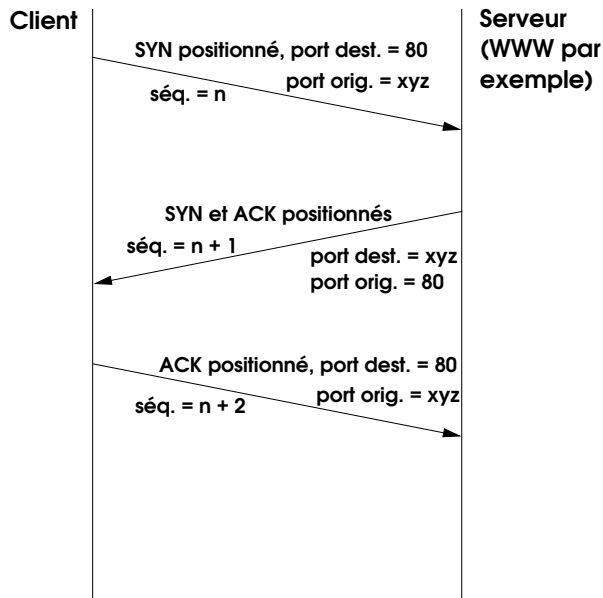 Client
Serveur
(WWW par
exemple)
SYN positionné, port dest. = 80
port orig. = xyz
séq. = n
SYN et ACK positionnés
séq. = n + 1
port dest. = xyz
port orig. = 80
ACK positionné, port dest. = 80
port orig. = xyz
séq. = n + 2